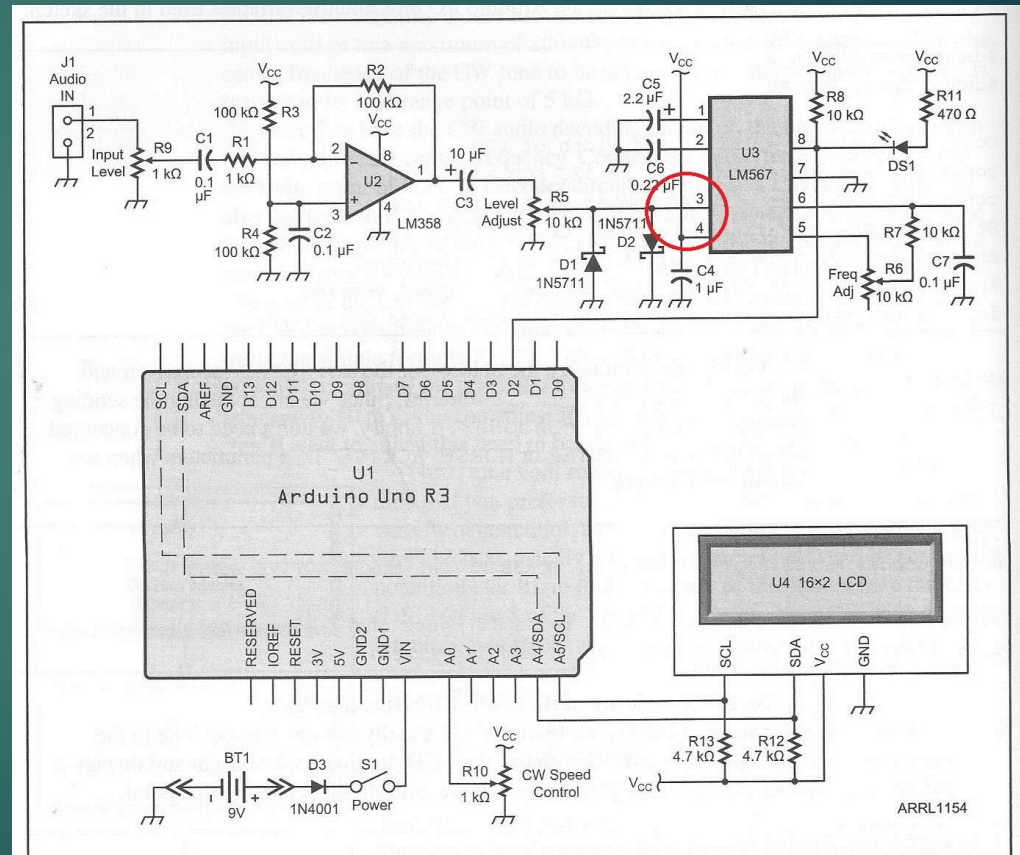 J1
Audio
IN
1
2
Input
Level
R9
1 kΩ
C1
0.1
µF
R1
1 kΩ
VCC
100 kΩ
R3
R4
100 kΩ
C2
0.1 µF
R2
100 kΩ
VCC
2
8
U2
1
3
+
4
LM358
10 µF
+
C3
Level
Adjust
R5
10 kΩ
D1
1N5711
1N5711
D2
VCC
C5
2.2 µF
+
C6
0.22 µF
C4
1 µF
1
2
3
4
U3
LM567
8
7
6
5
VCC
R8
10 kΩ
DS1
VCC
R11
470 Ω
R7
10 kΩ
Freq
Adj
R6
10 kΩ
C7
0.1 µF
SCL
SDA
AREF
GND
D13
D12
D11
D10
D9
D8
D7
D6
D5
D4
D3
D2
D1
D0
U1
Arduino Uno R3
RESERVED
IOREF
RESET
3V
5V
GND2
GND1
VIN
A0
A1
A2
A3
A4/SDA
A5/SCL
U4 16×2 LCD
SCL
SDA
VCC
GND
R13
4.7 kΩ
R12
4.7 kΩ
VCC
BT1
+
9V
D3
1N4001
S1
Power
VCC
R10
1 kΩ
CW Speed
Control
ARRL1154